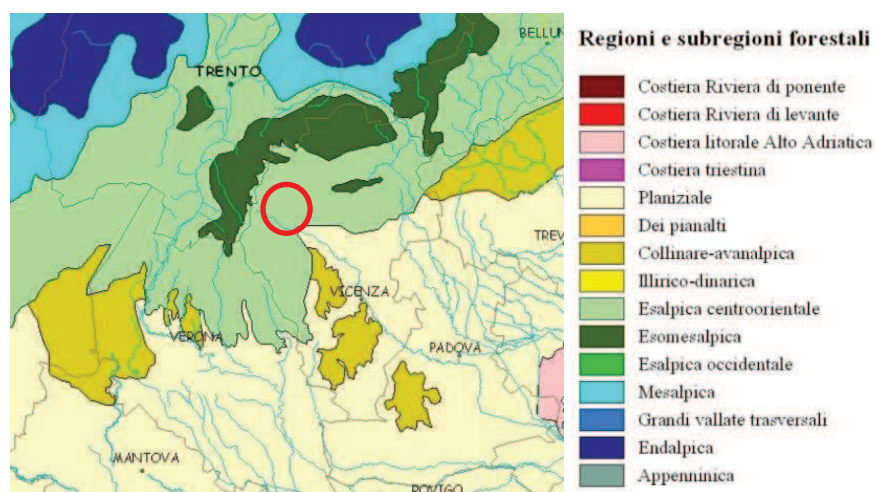 BELLUN
TRENTO
TREV
VICENZA
VERONA
PADOVA
MANTOVA
ROVIGO
Regioni e subregioni forestali
Costiera Riviera di ponente
Costiera Riviera di levante
Costiera litorale Alto Adriatica
Costiera triestina
Planiziale
Dei pianalti
Collinare-avanalpica
Illirico-dinarica
Esalpica centroorientale
Esomesalpica
Esalpica occidentale
Mesalpica
Grandi vallate trasversali
Endalpica
Appenninica